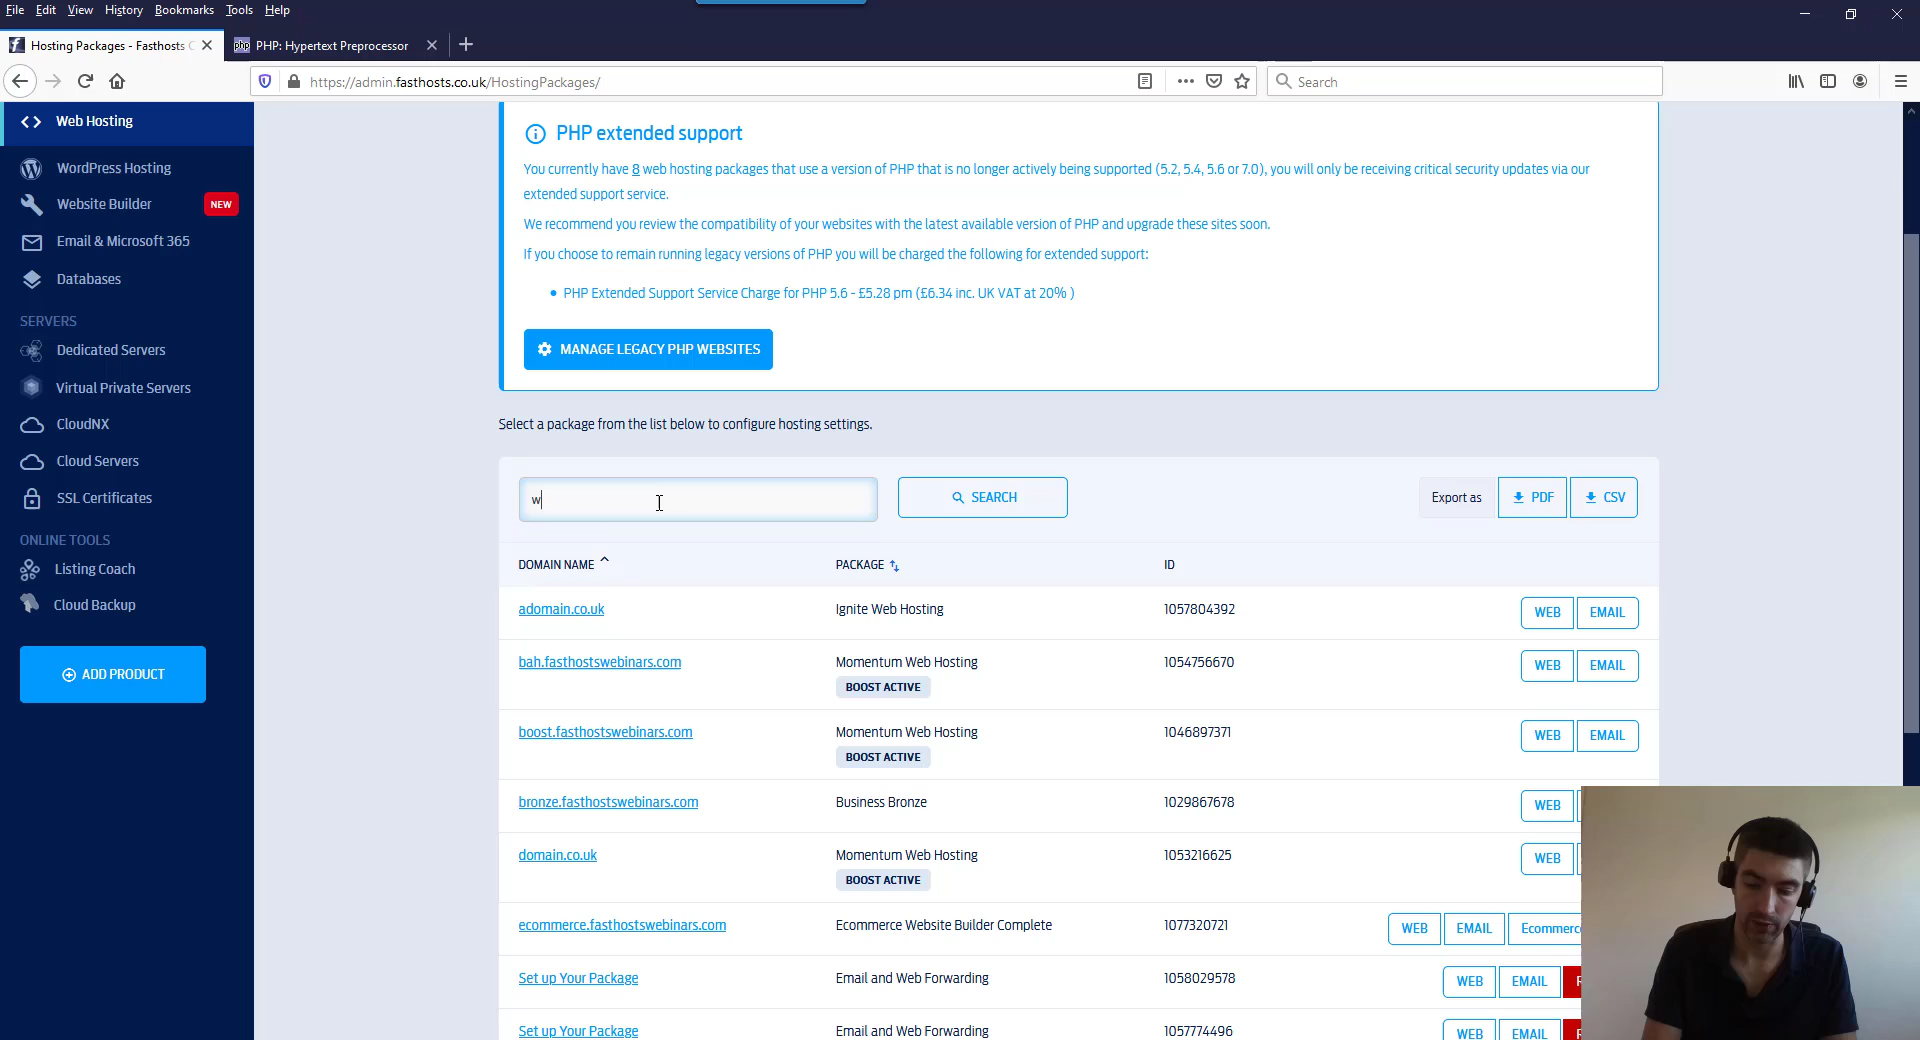 File Edit View History Bookmarks Tools Help
Hosting Packages - Fasthosts C
php PHP: Hypertext Preprocessor
https://admin.fasthosts.co.uk/HostingPackages/
Search
Web Hosting
WordPress Hosting
Website Builder NEW
Email & Microsoft 365
Databases
SERVERS
Dedicated Servers
Virtual Private Servers
CloudNX
Cloud Servers
SSL Certificates
ONLINE TOOLS
Listing Coach
Cloud Backup
ADD PRODUCT
PHP extended support
You currently have 8 web hosting packages that use a version of PHP that is no longer actively being supported (5.2, 5.4, 5.6 or 7.0), you will only be receiving critical security updates via our
extended support service.
We recommend you review the compatibility of your websites with the latest available version of PHP and upgrade these sites soon.
If you choose to remain running legacy versions of PHP you will be charged the following for extended support:
PHP Extended Support Service Charge for PHP 5.6 - £5.28 pm (£6.34 inc. UK VAT at 20% )
MANAGE LEGACY PHP WEBSITES
Select a package from the list below to configure hosting settings.
w SEARCH Export as PDF CSV
DOMAIN NAME PACKAGE ID
adomain.co.uk Ignite Web Hosting 1057804392 WEB EMAIL
bah.fasthostswebinars.com Momentum Web Hosting 1054756670 WEB EMAIL
BOOST ACTIVE
boost.fasthostswebinars.com Momentum Web Hosting 1046897371 WEB EMAIL
BOOST ACTIVE
bronze.fasthostswebinars.com Business Bronze 1029867678 WEB
domain.co.uk Momentum Web Hosting 1053216625 WEB
BOOST ACTIVE
ecommerce.fasthostswebinars.com Ecommerce Website Builder Complete 1077320721 WEB EMAIL Ecommerce
Set up Your Package Email and Web Forwarding 1058029578 WEB EMAIL
Set up Your Package Email and Web Forwarding 1057774496 WEB EMAIL